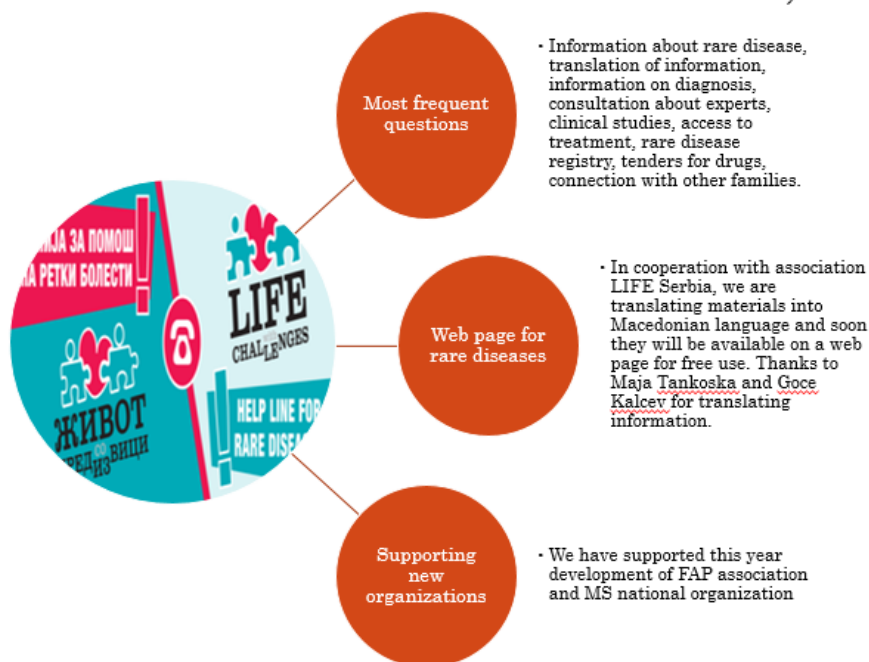 Most frequent
questions
• Information about rare disease,
translation of information,
information on diagnosis,
consultation about experts,
clinical studies, access to
treatment, rare disease
registry, tenders for drugs,
connection with other families.
ЗА ПОМОШ
РЕТКИ БОЛЕСТИ
LIFE
CHALLENGES
ЖИВОТ
СО
ИЗВИЦИ
HELP LINE FOR
RARE
Web page for
rare diseases
• In cooperation with association
LIFE Serbia, we are
translating materials into
Macedonian language and soon
they will be available on a web
page for free use. Thanks to
Maja Tankoska and Goce
Kalcev for translating
information.
Supporting
new
organizations
• We have supported this year
development of FAP association
and MS national organization